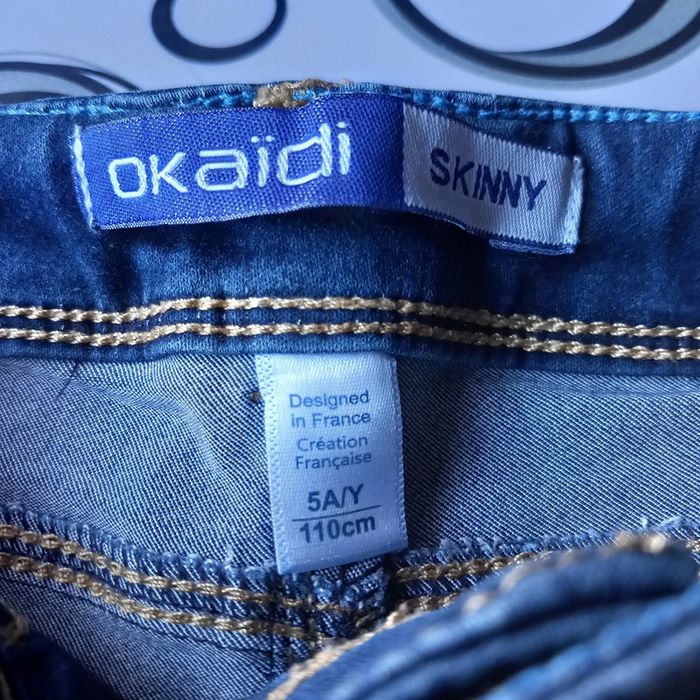 OKaïdi SKINNY
Designed
in France
Création
Française
5A/Y
110cm